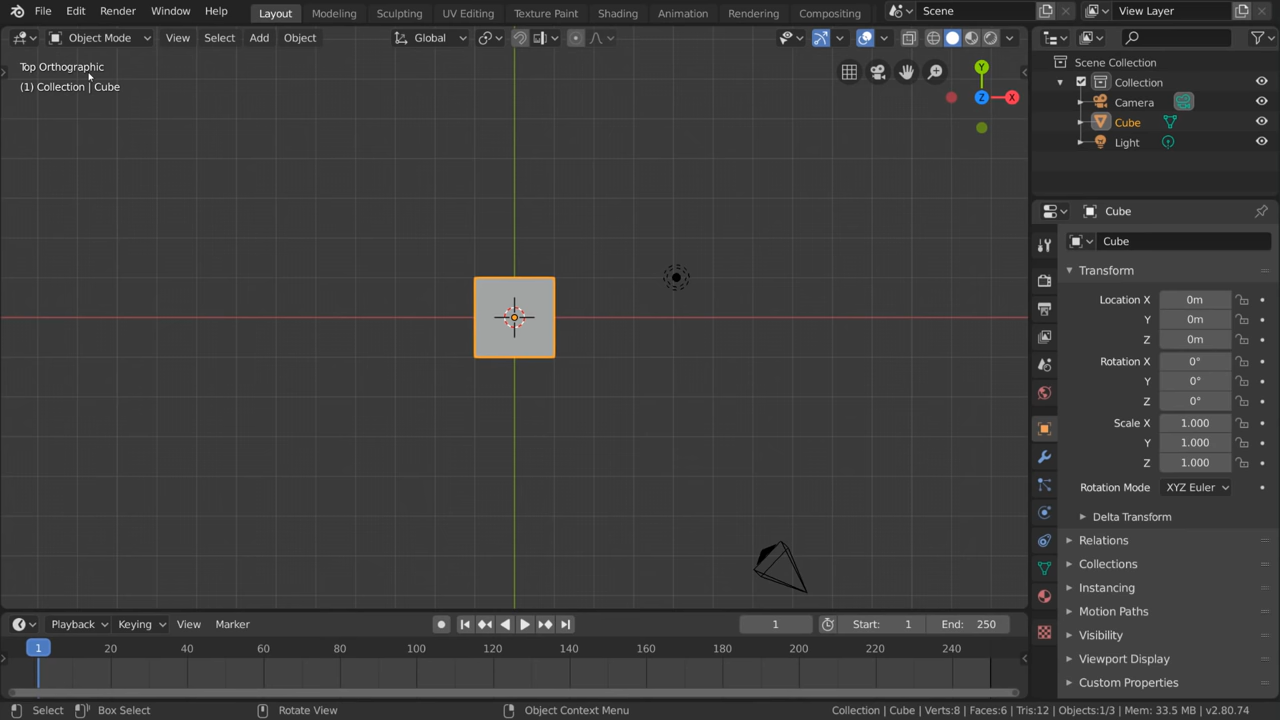 File Edit Render Window Help Layout Modeling Sculpting UV Editing Texture Paint Shading Animation Rendering Compositing Scene View Layer
Object Mode View Select Add Object Global
Top Orthographic
(1) Collection | Cube
Y
Z
X
Scene Collection
Collection
Camera
Cube
Light
Cube
Cube
Transform
Location X 0m
Y 0m
Z 0m
Rotation X 0°
Y 0°
Z 0°
Scale X 1.000
Y 1.000
Z 1.000
Rotation Mode XYZ Euler
Delta Transform
Relations
Collections
Instancing
Motion Paths
Visibility
Viewport Display
Custom Properties
Playback Keying View Marker 1 Start: 1 End: 250
1 20 40 60 80 100 120 140 160 180 200 220 240
Select Box Select Rotate View Object Context Menu Collection | Cube | Verts:8 | Faces:6 | Tris:12 | Objects:1/3 | Mem: 33.5 MB | v2.80.74